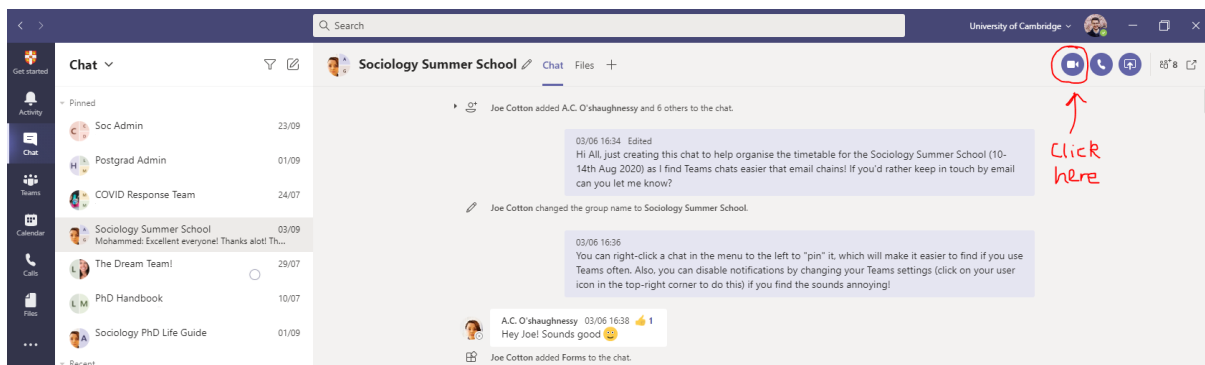 Search
University of Cambridge
Get started
Activity
Chat
Teams
Calendar
Calls
Files
Chat
Pinned
Soc Admin 23/09
Postgrad Admin 01/09
COVID Response Team 24/07
Sociology Summer School 03/09
Mohammed: Excellent everyone! Thanks alot! Th...
The Dream Team! 29/07
PhD Handbook 10/07
L M
Sociology PhD Life Guide 01/09
Recent
Sociology Summer School Chat Files
8
Joe Cotton added A.C. O'shaughnessy and 6 others to the chat.
03/06 16:34 Edited
Hi All, just creating this chat to help organise the timetable for the Sociology Summer School (10-
14th Aug 2020) as I find Teams chats easier that email chains! If you'd rather keep in touch by email
can you let me know?
Joe Cotton changed the group name to Sociology Summer School.
03/06 16:36
You can right-click a chat in the menu to the left to "pin" it, which will make it easier to find if you use
Teams often. Also, you can disable notifications by changing your Teams settings (click on your user
icon in the top-right corner to do this) if you find the sounds annoying!
A.C. O'shaughnessy 03/06 16:38 👍 1
Hey Joe! Sounds good 🙂
Joe Cotton added Forms to the chat.
Click
here